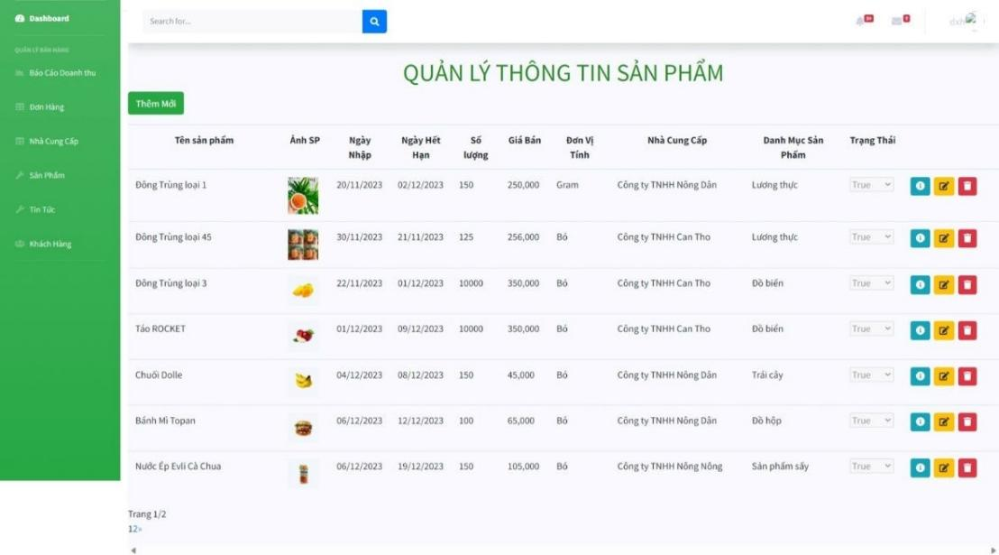 Dashboard
Search for...
QUẢN LÝ BÁN HÀNG
Báo Cáo Doanh thu
Đơn Hàng
Nhà Cung Cấp
Sản Phẩm
Tin Tức
Khách Hàng
QUẢN LÝ THÔNG TIN SẢN PHẨM
Thêm Mới
Tên sản phẩm Ảnh SP Ngày Nhập Ngày Hết Hạn Số lượng Giá Bán Đơn Vị Tính Nhà Cung Cấp Danh Mục Sản Phẩm Trạng Thái
Đông Trùng loại 1 20/11/2023 02/12/2023 150 250,000 Gram Công ty TNHH Nông Dân Lương thực True
Đông Trùng loại 45 30/11/2023 21/11/2023 125 256,000 Bó Công ty TNHH Can Tho Lương thực True
Đông Trùng loại 3 22/11/2023 01/12/2023 10000 350,000 Bó Công ty TNHH Can Tho Đồ biển True
Táo ROCKET 01/12/2023 09/12/2023 10000 350,000 Bó Công ty TNHH Can Tho Đồ biển True
Chuối Dolle 04/12/2023 08/12/2023 150 45,000 Bó Công ty TNHH Nông Dân Trái cây True
Bánh Mì Topan 06/12/2023 12/12/2023 100 65,000 Bó Công ty TNHH Nông Dân Đồ hộp True
Nước Ép Evli Cà Chua 06/12/2023 19/12/2023 150 105,000 Bó Công ty TNHH Nông Nông Sản phẩm sấy True
Trang 1/2
12»